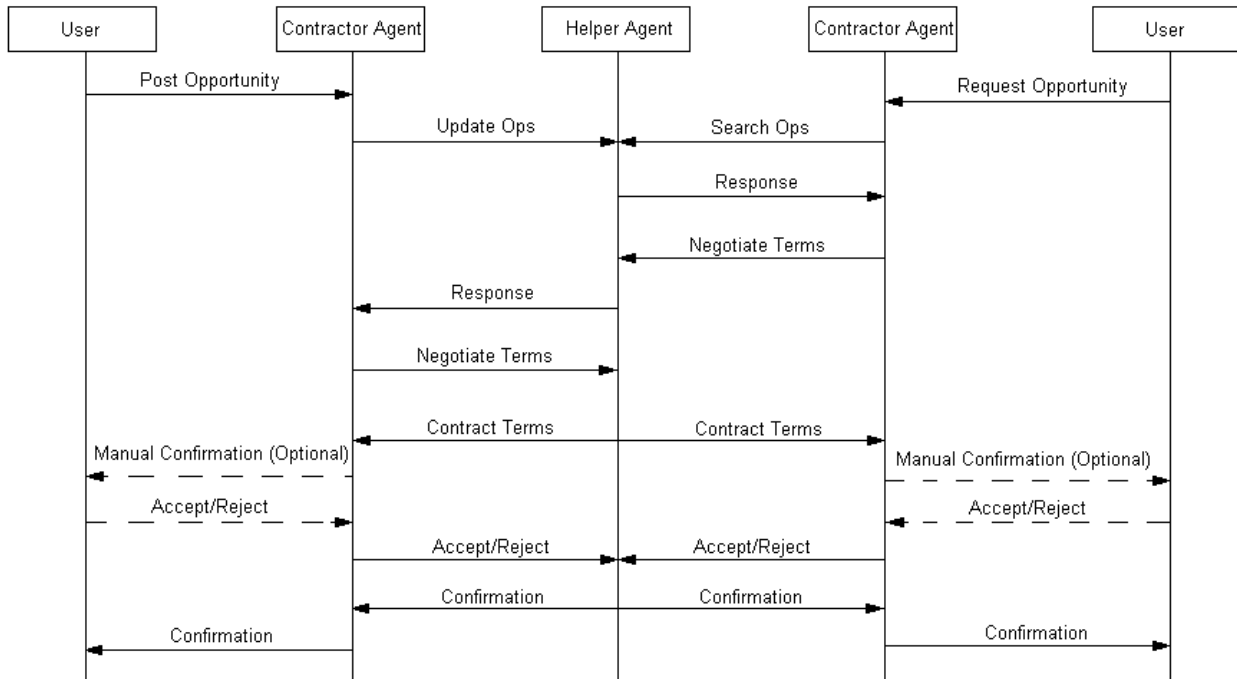 User
Contractor Agent
Helper Agent
Contractor Agent
User
Post Opportunity
Request Opportunity
Update Ops
Search Ops
Response
Negotiate Terms
Response
Negotiate Terms
Contract Terms
Contract Terms
Manual Confirmation (Optional)
Manual Confirmation (Optional)
Accept/Reject
Accept/Reject
Accept/Reject
Accept/Reject
Confirmation
Confirmation
Confirmation
Confirmation